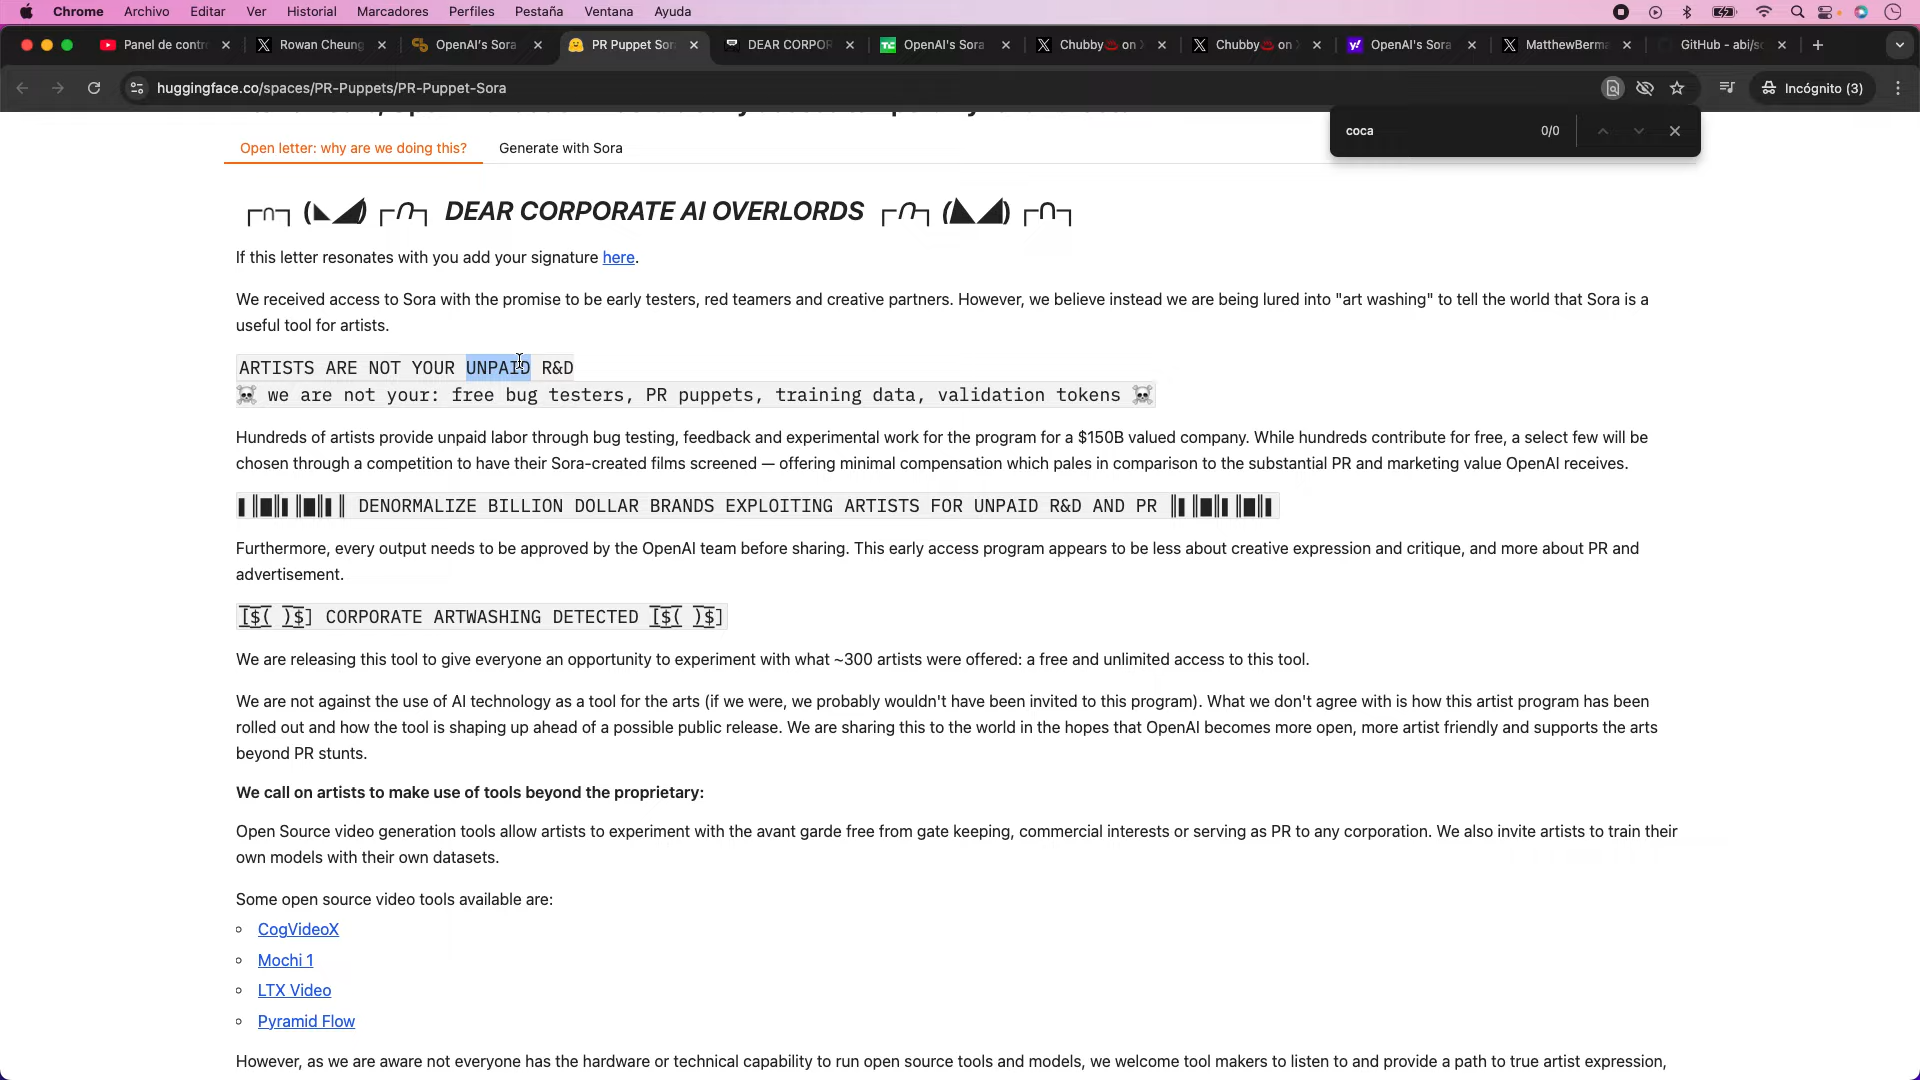 Chrome Archivo Editar Ver Historial Marcadores Perfiles Pestaña Ventana Ayuda
Panel de contr Rowan Cheung OpenAI's Sora PR Puppet Sor DEAR CORPOR OpenAI's Sora Chubby on Chubby on OpenAI's Sora MatthewBerma GitHub - abi/s
huggingface.co/spaces/PR-Puppets/PR-Puppet-Sora Incógnito (3)
coca 0/0
Open letter: why are we doing this? Generate with Sora
┌∩┐ (◣◢) ┌∩┐ DEAR CORPORATE AI OVERLORDS ┌∩┐ (◣◢) ┌∩┐
If this letter resonates with you add your signature here.
We received access to Sora with the promise to be early testers, red teamers and creative partners. However, we believe instead we are being lured into "art washing" to tell the world that Sora is a
useful tool for artists.
ARTISTS ARE NOT YOUR UNPAID R&D
☠️ we are not your: free bug testers, PR puppets, training data, validation tokens ☠️
Hundreds of artists provide unpaid labor through bug testing, feedback and experimental work for the program for a $150B valued company. While hundreds contribute for free, a select few will be
chosen through a competition to have their Sora-created films screened — offering minimal compensation which pales in comparison to the substantial PR and marketing value OpenAI receives.
▌║█║▌║█║▌║ DENORMALIZE BILLION DOLLAR BRANDS EXPLOITING ARTISTS FOR UNPAID R&D AND PR ║▌║█║▌║█║▌
Furthermore, every output needs to be approved by the OpenAI team before sharing. This early access program appears to be less about creative expression and critique, and more about PR and
advertisement.
[̲̅$̲̅( )$̲̅] CORPORATE ARTWASHING DETECTED [̲̅$̲̅( )$̲̅]
We are releasing this tool to give everyone an opportunity to experiment with what ~300 artists were offered: a free and unlimited access to this tool.
We are not against the use of AI technology as a tool for the arts (if we were, we probably wouldn't have been invited to this program). What we don't agree with is how this artist program has been
rolled out and how the tool is shaping up ahead of a possible public release. We are sharing this to the world in the hopes that OpenAI becomes more open, more artist friendly and supports the arts
beyond PR stunts.
We call on artists to make use of tools beyond the proprietary:
Open Source video generation tools allow artists to experiment with the avant garde free from gate keeping, commercial interests or serving as PR to any corporation. We also invite artists to train their
own models with their own datasets.
Some open source video tools available are:
CogVideoX
Mochi 1
LTX Video
Pyramid Flow
However, as we are aware not everyone has the hardware or technical capability to run open source tools and models, we welcome tool makers to listen to and provide a path to true artist expression,